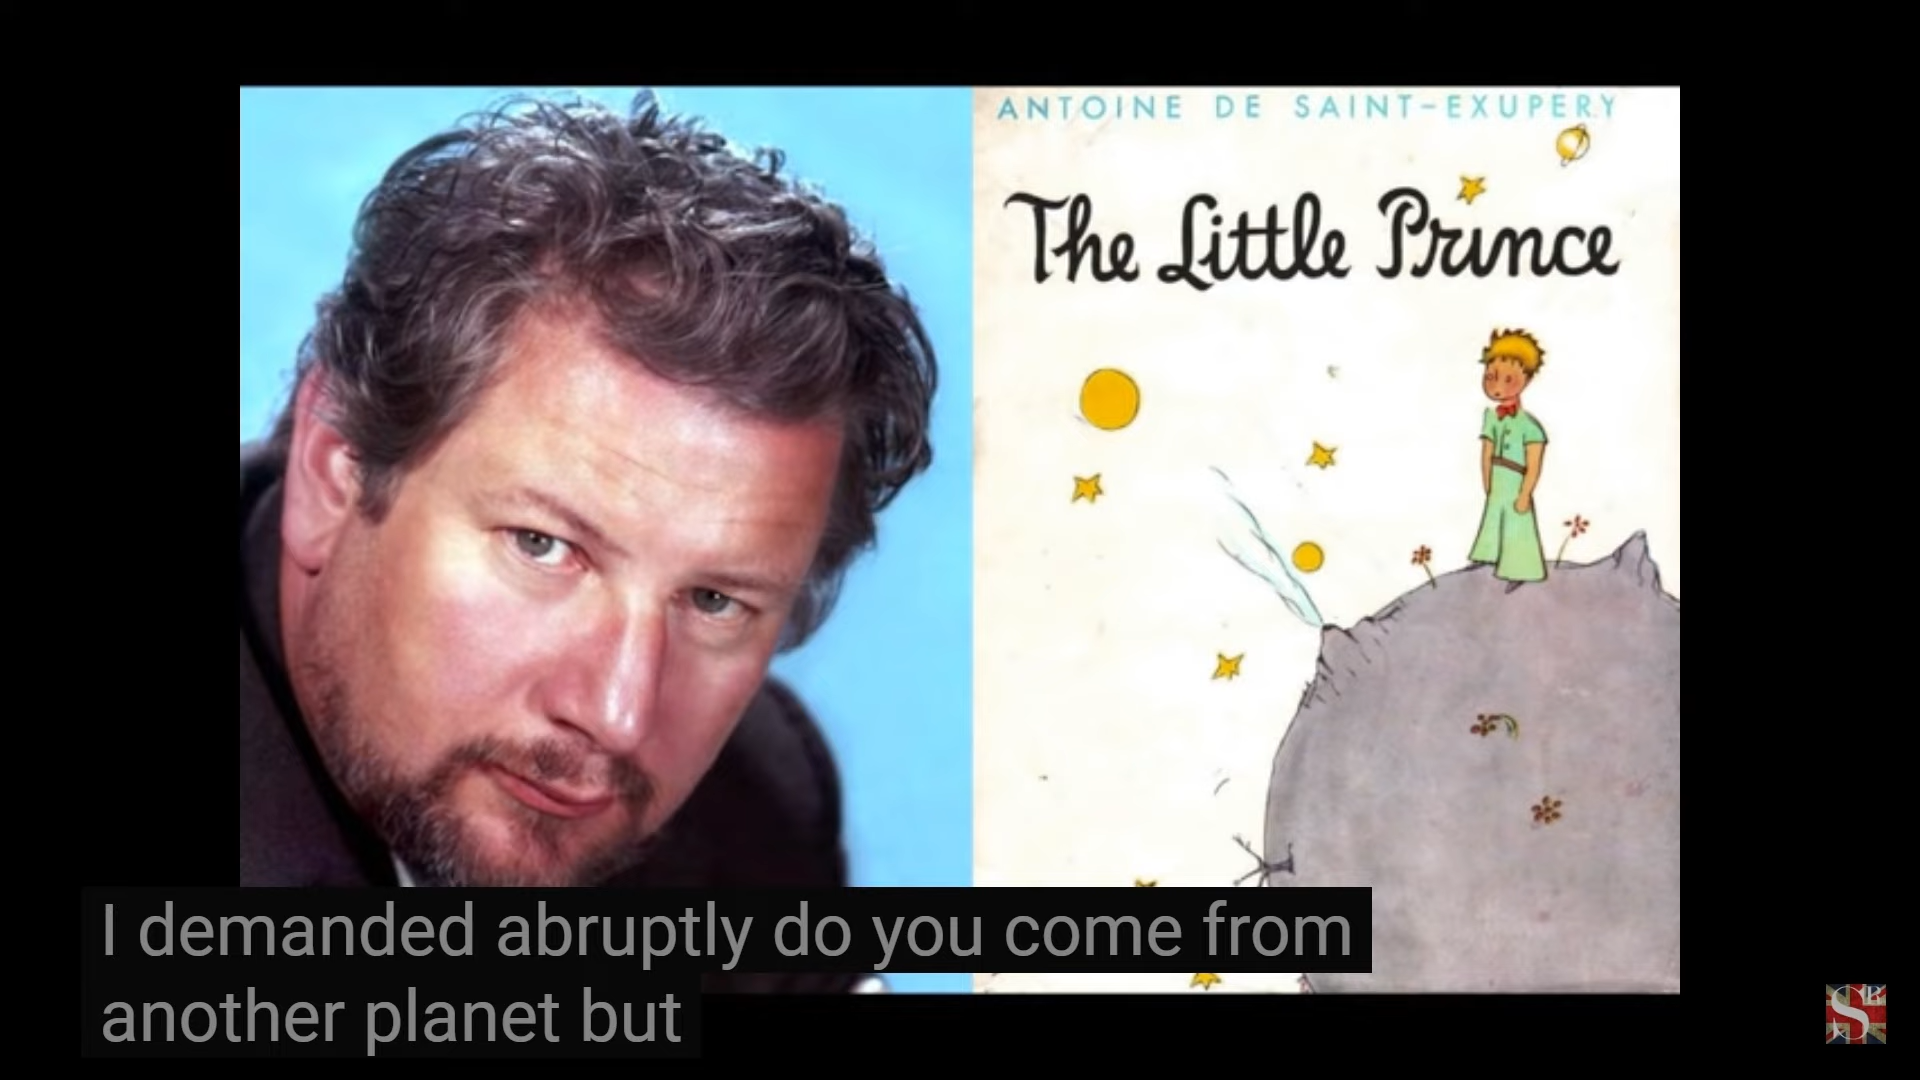 ANTOINE DE SAINT-EXUPERY
The Little Prince
I demanded abruptly do you come from
another planet but